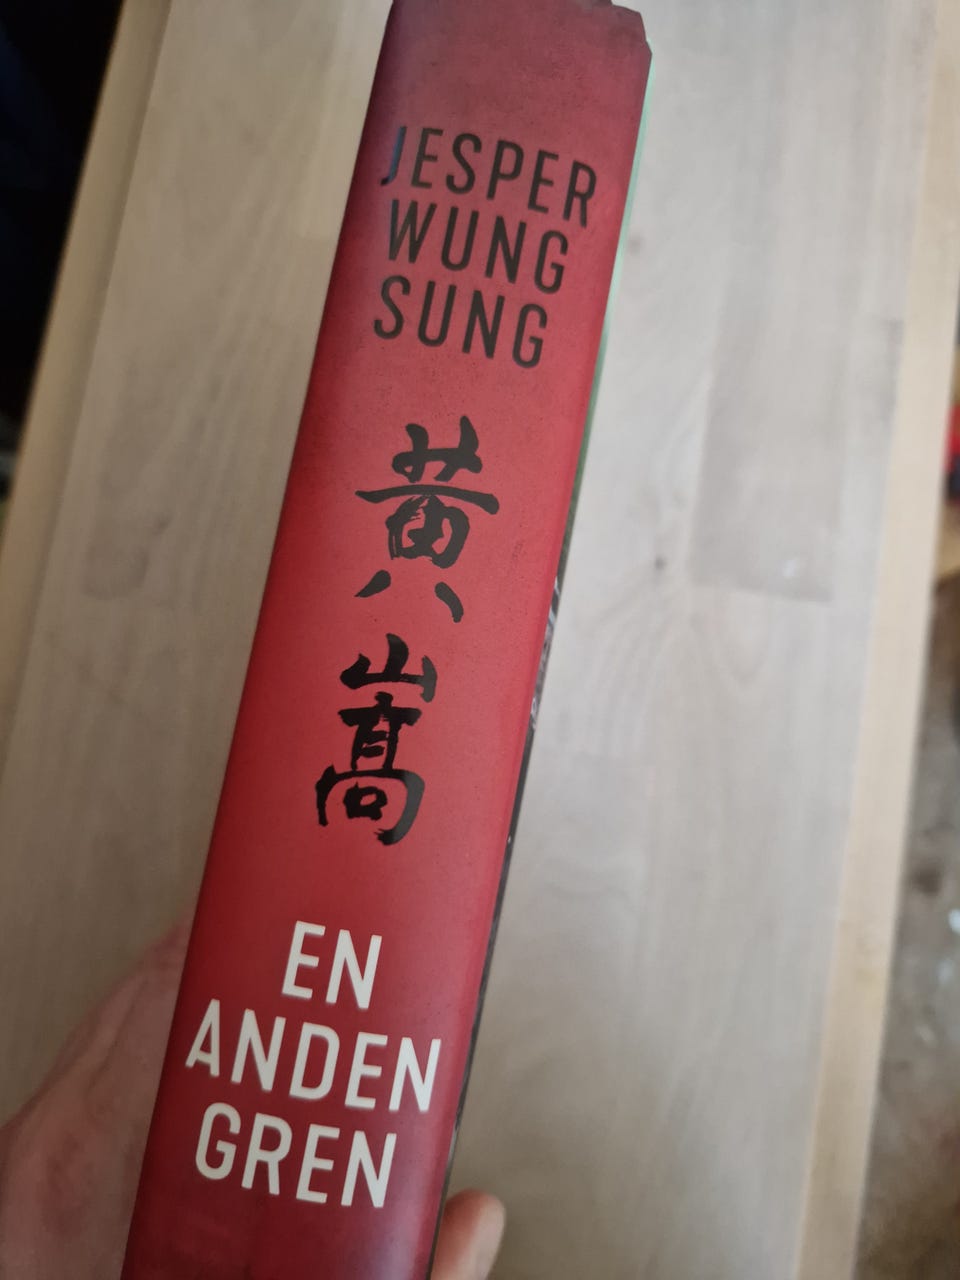 JESPER
WUNG
SUNG
黄
嵩
EN
ANDEN
GREN